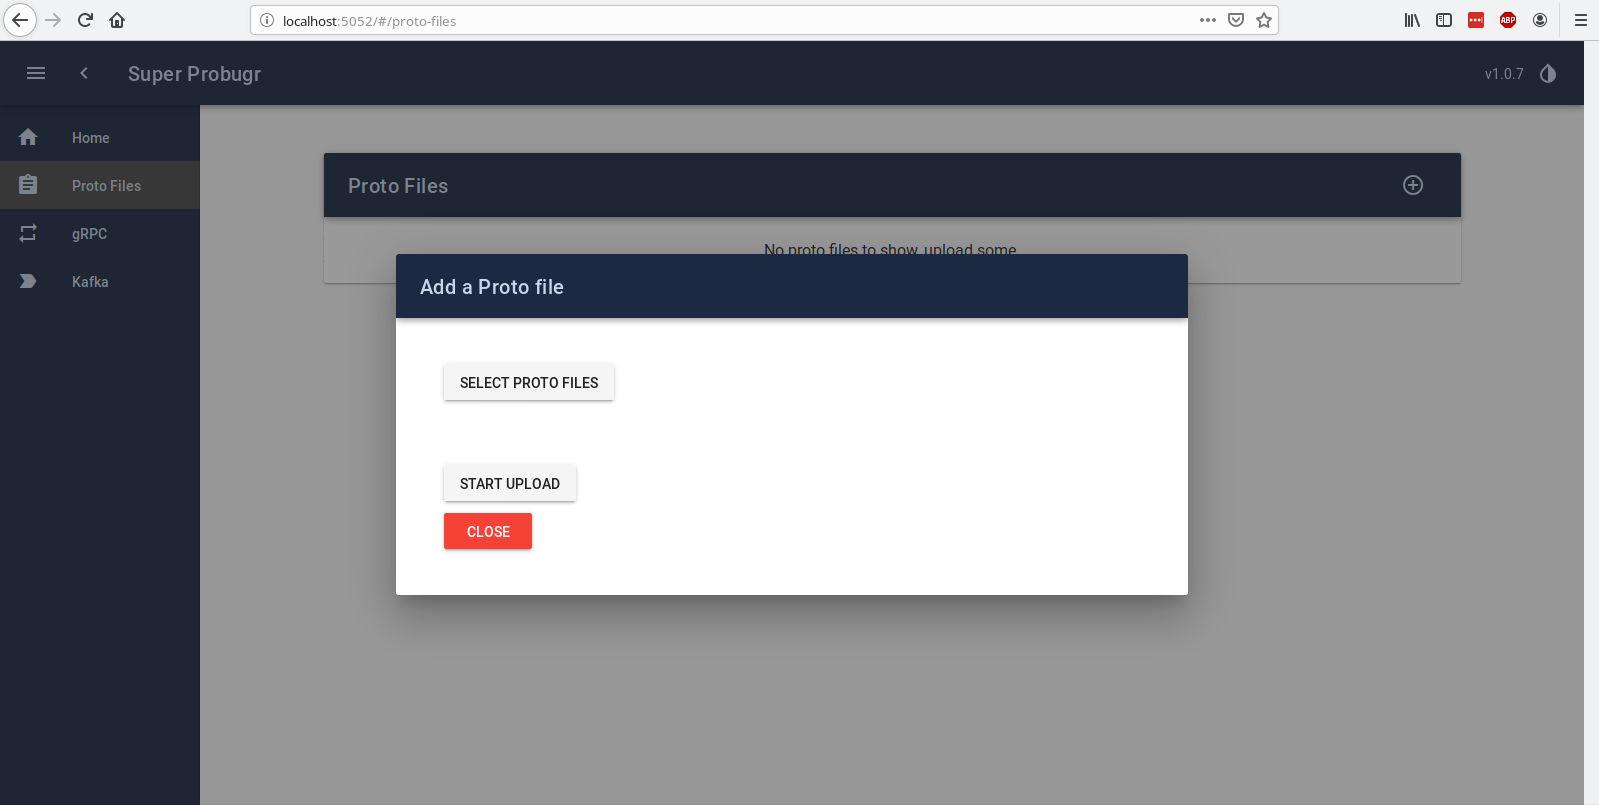 localhost:5052/#/proto-files
ABP
Super Probugr
v1.0.7
Home
Proto Files
gRPC
Kafka
Proto Files
No proto files to show, upload some
Add a Proto file
SELECT PROTO FILES
START UPLOAD
CLOSE